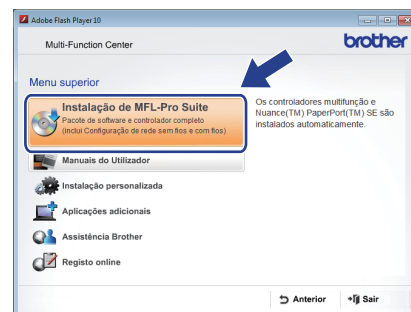 Adobe Flash Player 10
Multi-Function Center
brother
Menu superior
Instalação de MFL-Pro Suite
Pacote de software e controlador completo
(inclui Configuração de rede sem fios e com fios)
Os controladores multifunção e
Nuance(TM) PaperPort(TM) SE são
instalados automaticamente.
Manuais do Utilizador
Instalação personalizada
Aplicações adicionais
Assistência Brother
Registo online
Anterior
Sair